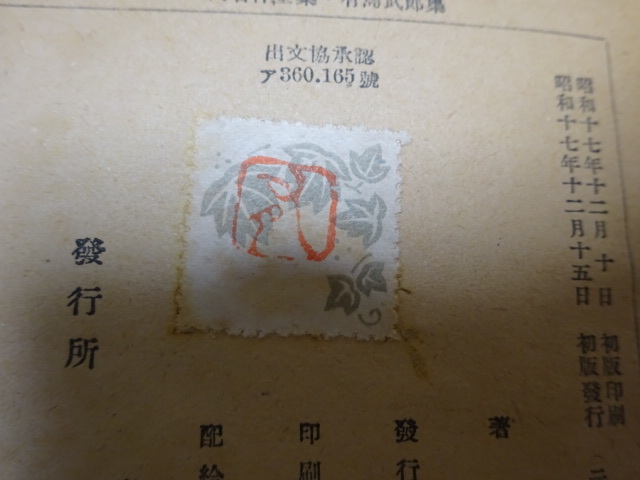 出文協承認
ア360.165號
昭和十七年十二月十日 初版印刷
昭和十七年十二月十五日 初版發行
著
發行
印刷
配給
發行所